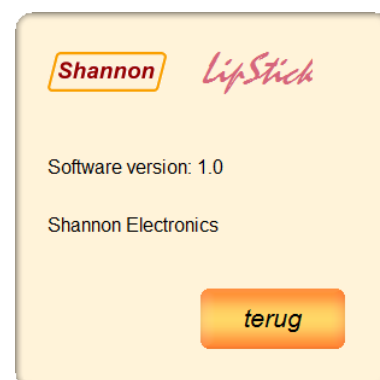 Shannon LipStick
Software version: 1.0
Shannon Electronics
terug